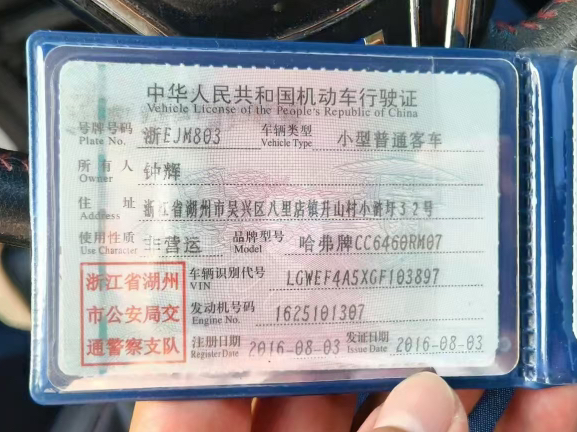 中华人民共和国机动车行驶证
Vehicle License of the People's Republic of China
号牌号码 浙EJM803 车辆类型 小型普通客车
Plate No. Vehicle Type
所有人 钟辉
Owner
住址 浙江省湖州市吴兴区八里店镇升山村小浒圩32号
Address
使用性质 非营运 品牌型号 哈弗牌CC6460RM07
Use Character Model
浙江省湖州 车辆识别代号 LGWEF4A5XGF103897
VIN
市公安局交 发动机号码 1625101307
Engine No.
通警察支队 注册日期 2016-08-03 发证日期 2016-08-03
Register Date Issue Date